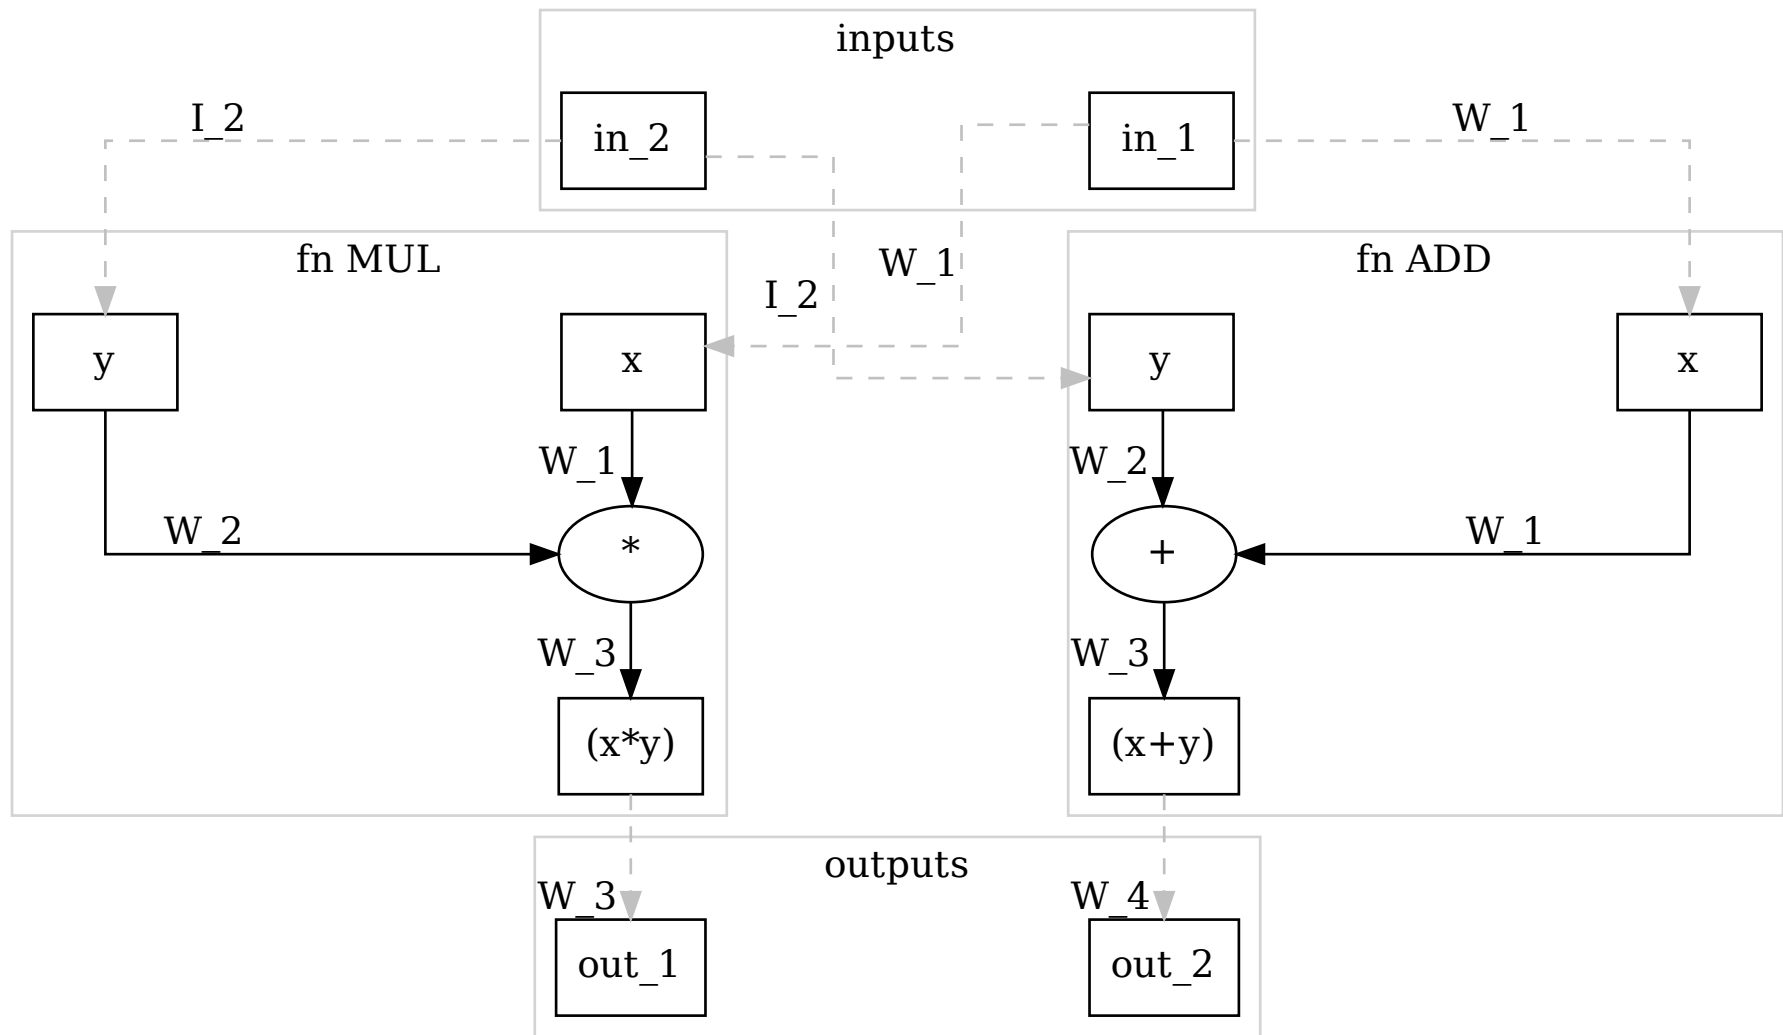 inputs
in_2
in_1
I_2
W_1
W_1
I_2
fn MUL
fn ADD
y
x
y
x
W_1
W_2
W_2
W_1
*
+
W_3
W_3
(x*y)
(x+y)
outputs
W_3
W_4
out_1
out_2